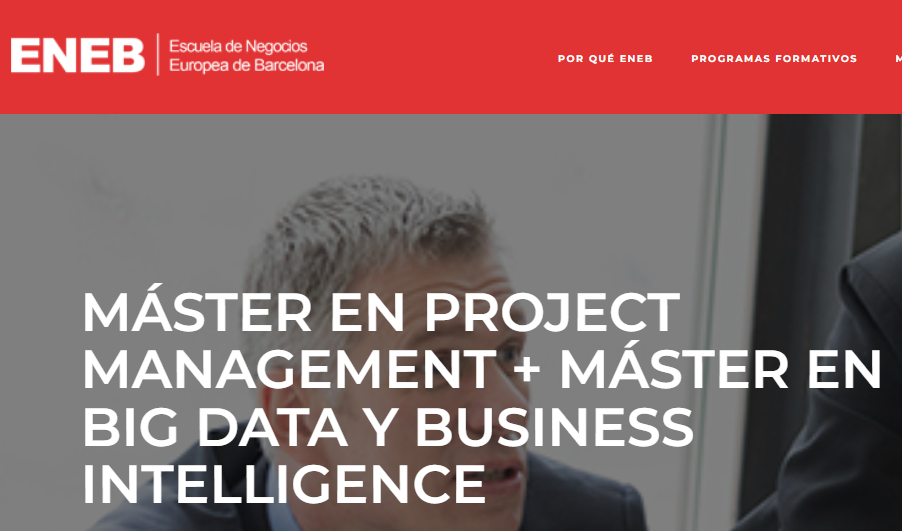 ENEB
Escuela de Negocios
Europea de Barcelona
POR QUÉ ENEB
PROGRAMAS FORMATIVOS
MÁSTER EN PROJECT
MANAGEMENT + MÁSTER EN
BIG DATA Y BUSINESS
INTELLIGENCE